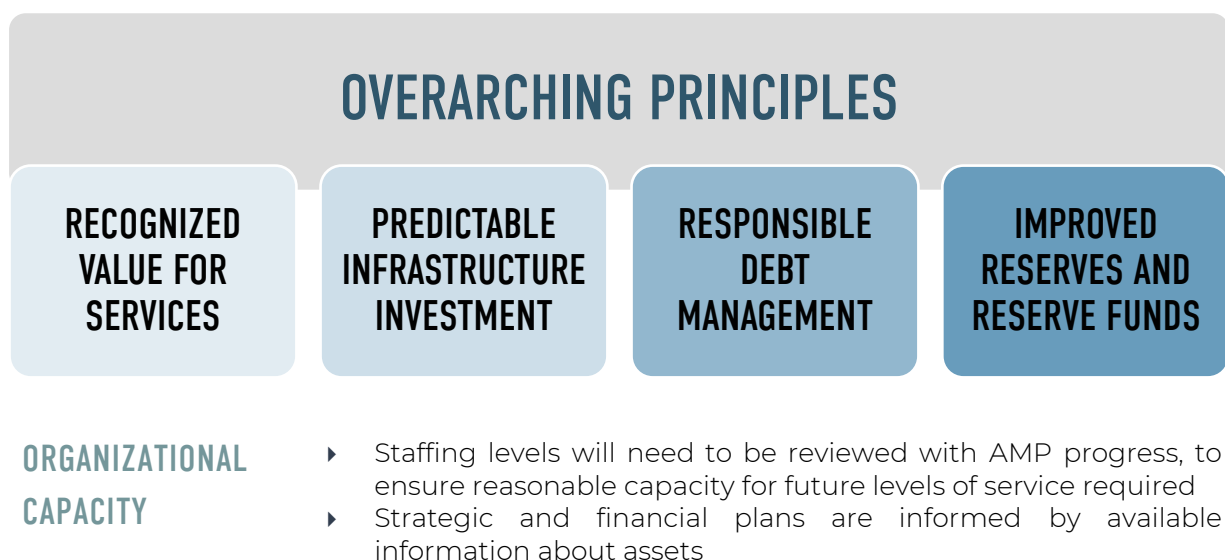 OVERARCHING PRINCIPLES
RECOGNIZED
VALUE FOR
SERVICES
PREDICTABLE
INFRASTRUCTURE
INVESTMENT
RESPONSIBLE
DEBT
MANAGEMENT
IMPROVED
RESERVES AND
RESERVE FUNDS
ORGANIZATIONAL
CAPACITY
‣ Staffing levels will need to be reviewed with AMP progress, to
ensure reasonable capacity for future levels of service required
‣ Strategic and financial plans are informed by available
information about assets